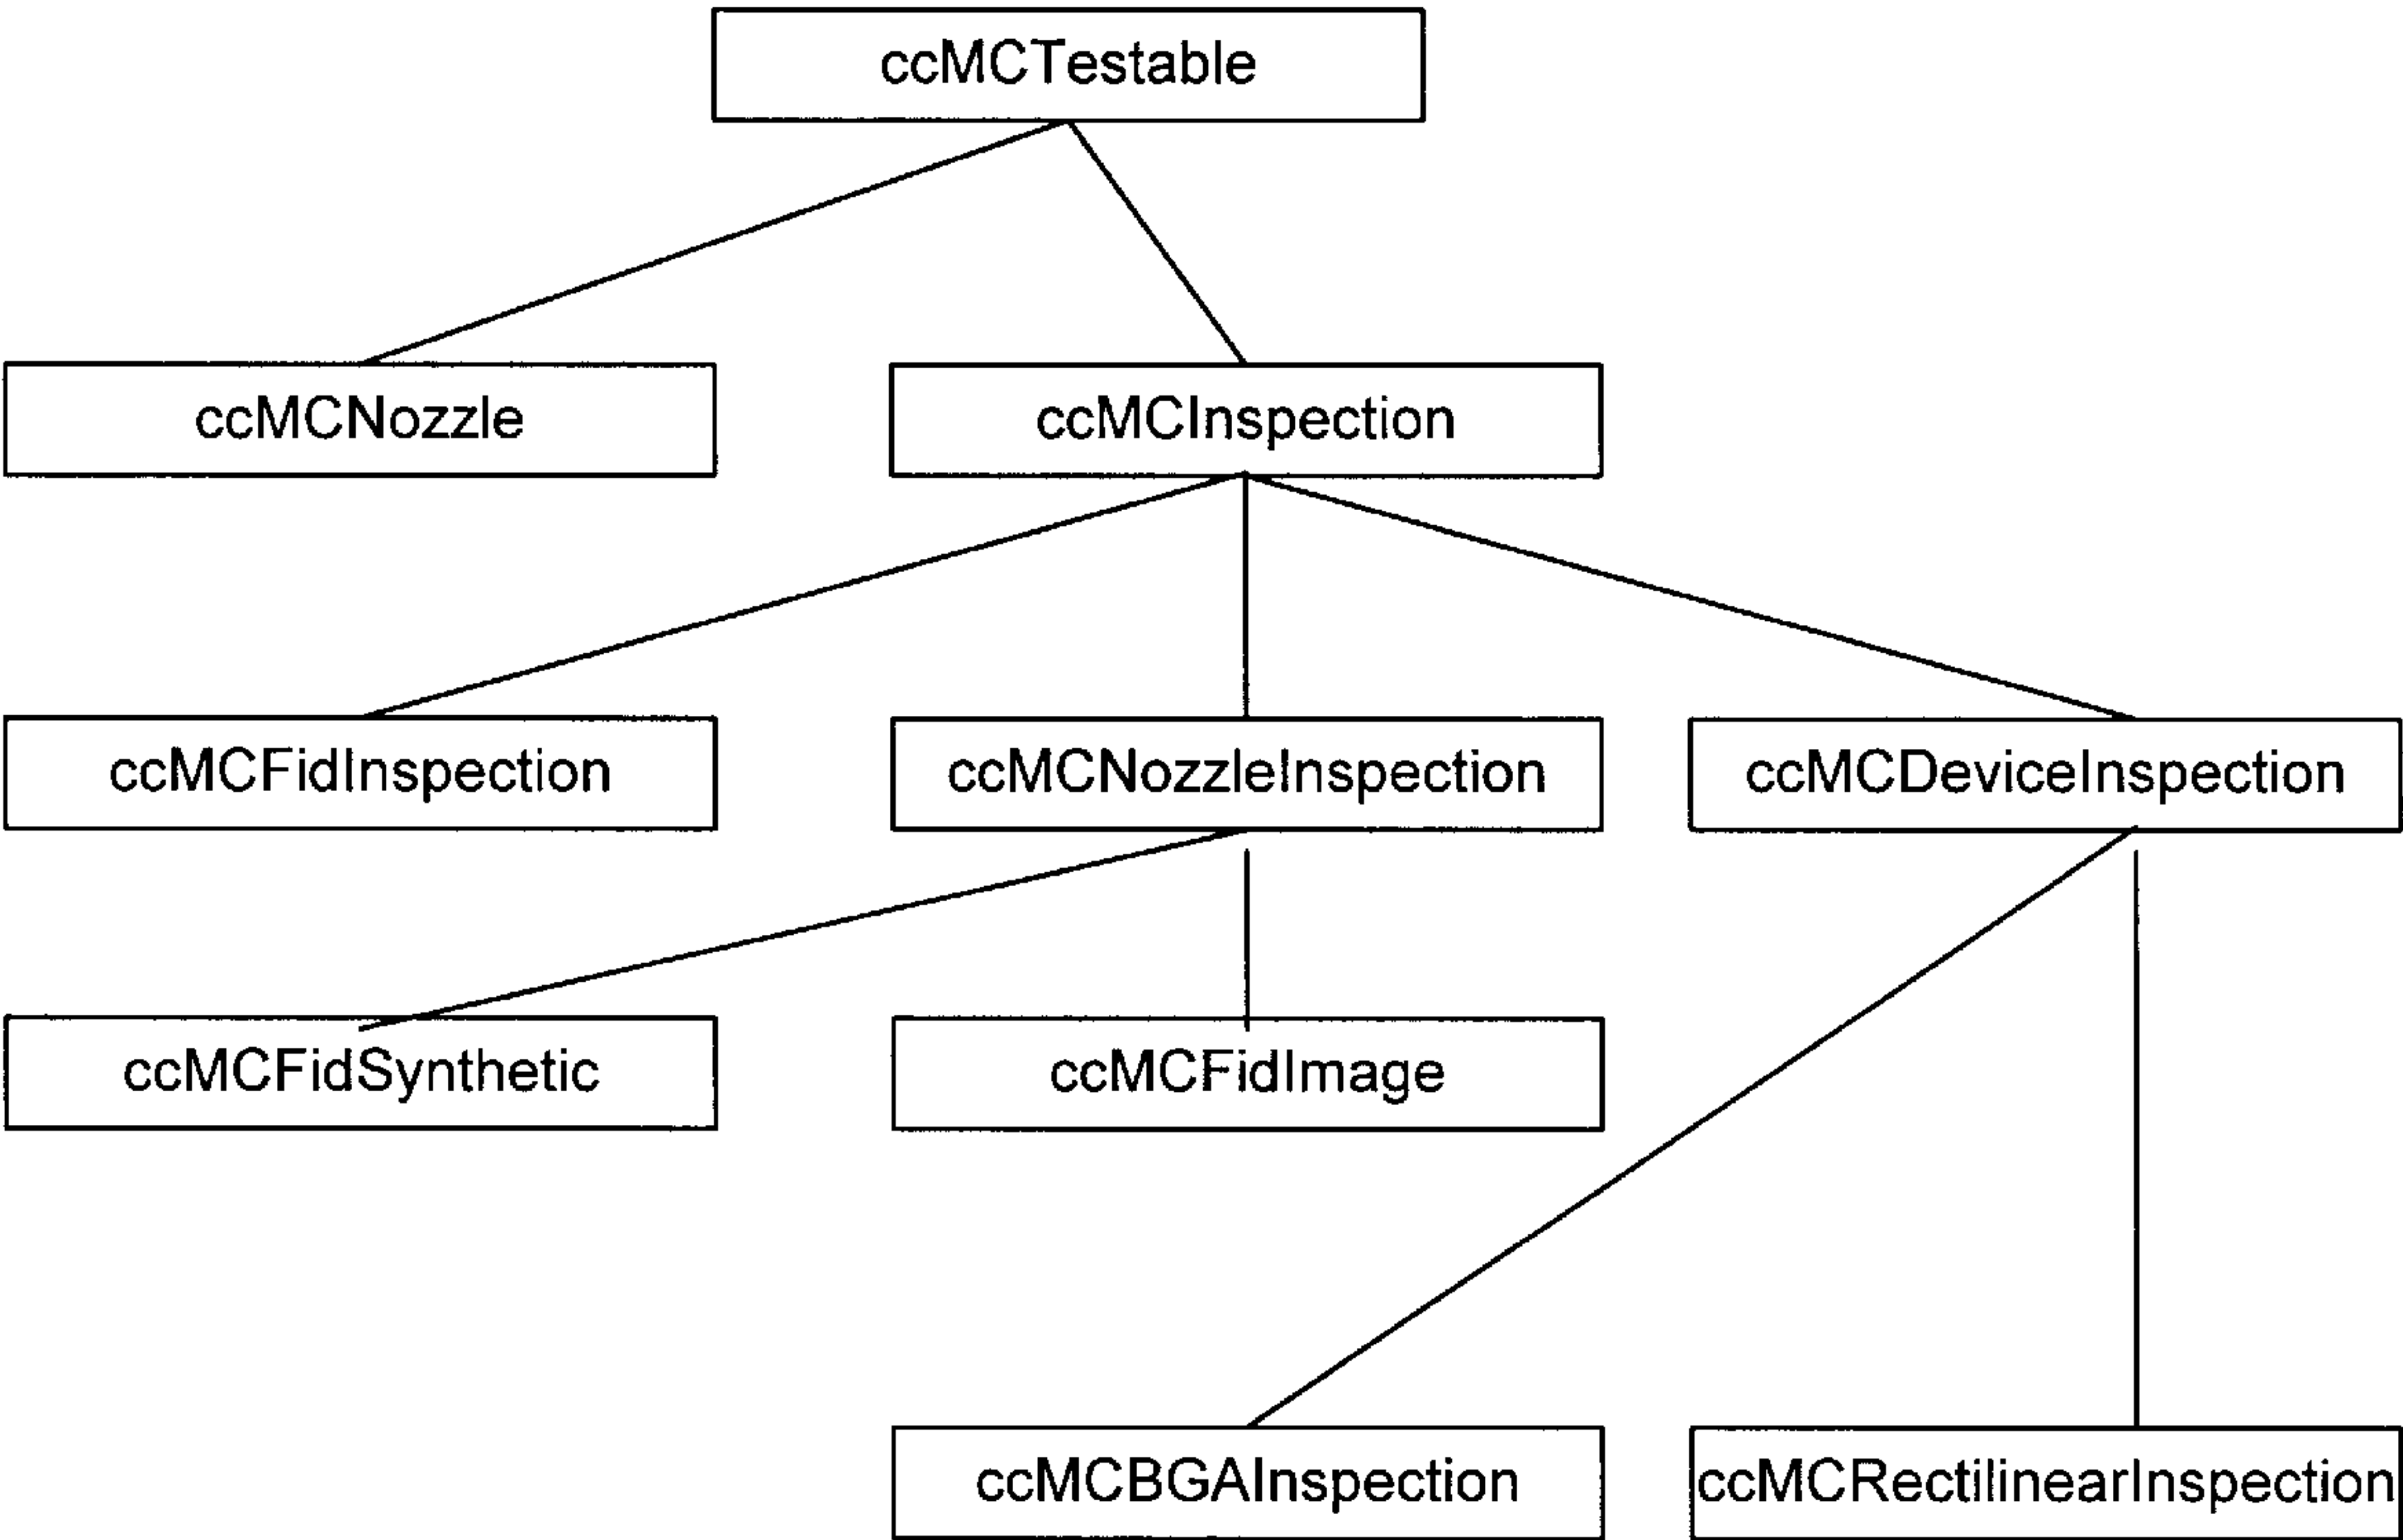 ccMCTestable
ccMCNozzle
ccMCInspection
ccMCFidInspection
ccMCNozzleInspection
ccMCDeviceInspection
ccMCFidSynthetic
ccMCFidImage
ccMCBGAInspection
ccMCRectilinearInspection